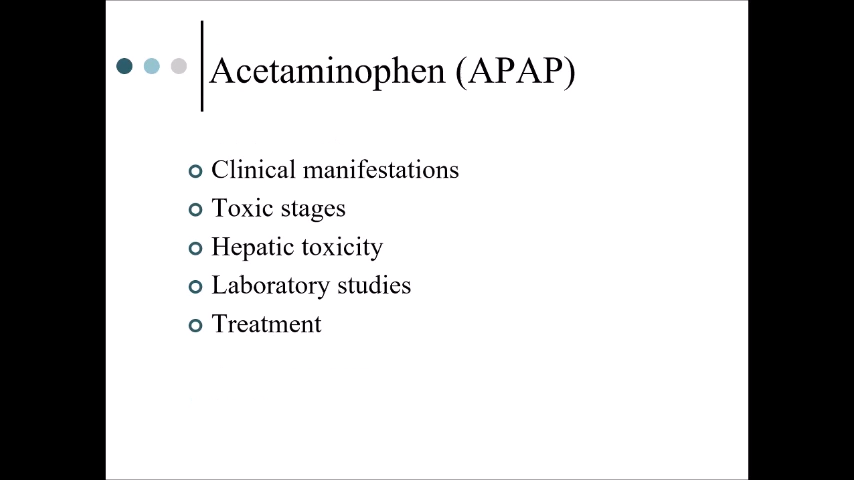 Acetaminophen (APAP)
Clinical manifestations
Toxic stages
Hepatic toxicity
Laboratory studies
Treatment